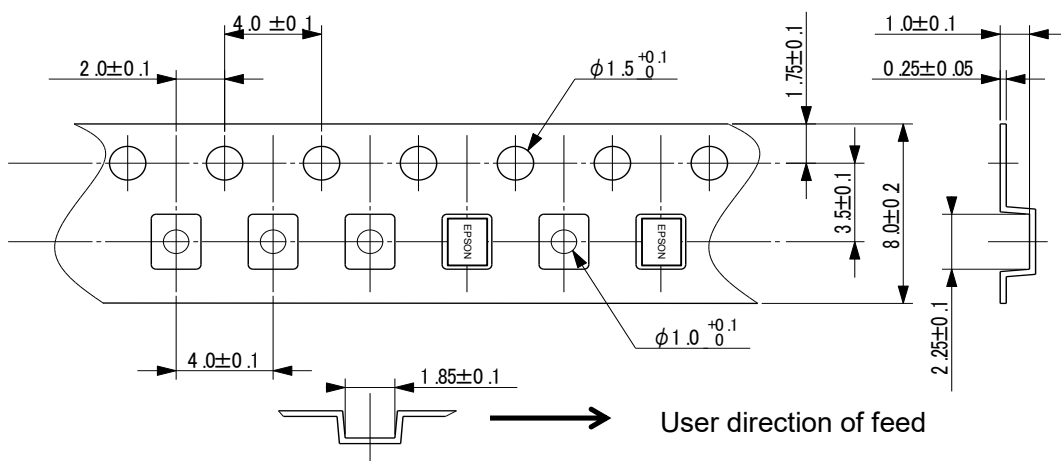 4.0 ±0.1
1.0±0.1
2.0±0.1
φ1.5 +0.1 0
1.75±0.1
0.25±0.05
3.5±0.1
8.0±0.2
EPSON
EPSON
2.25±0.1
φ1.0 +0.1 0
4.0±0.1
1.85±0.1
User direction of feed